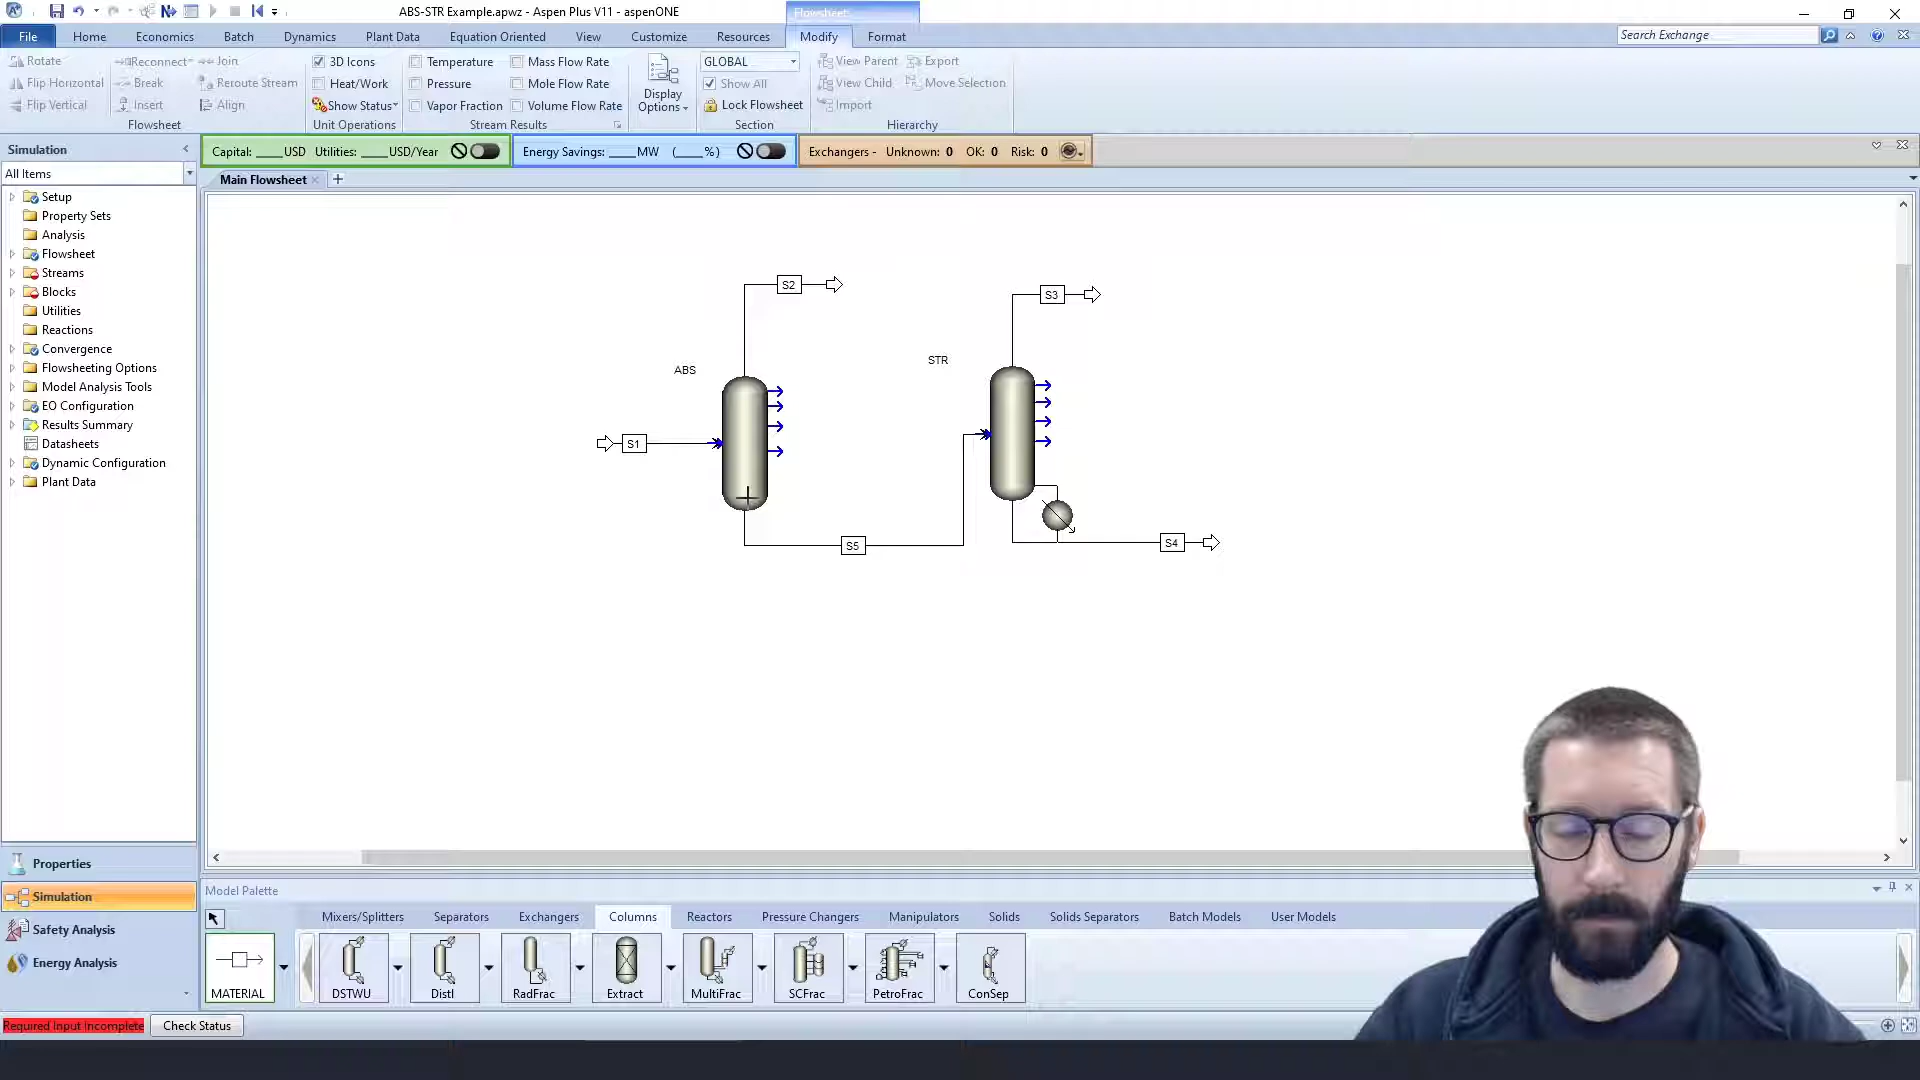 ABS-STR Example.apwz - Aspen Plus V11 - aspenONE
Flowsheet
File Home Economics Batch Dynamics Plant Data Equation Oriented View Customize Resources Modify Format
Search Exchange
Rotate Reconnect Join
Flip Horizontal Break Reroute Stream
Flip Vertical Insert Align
Flowsheet
3D Icons
Heat/Work
Show Status
Unit Operations
Temperature Mass Flow Rate
Pressure Mole Flow Rate
Vapor Fraction Volume Flow Rate
Stream Results
Display
Options
GLOBAL
Show All
Lock Flowsheet
Section
View Parent Export
View Child Move Selection
Import
Hierarchy
Capital: ____USD Utilities: ____USD/Year
Energy Savings: ____MW (____%)
Exchangers - Unknown: 0 OK: 0 Risk: 0
Simulation
All Items
Setup
Property Sets
Analysis
Flowsheet
Streams
Blocks
Utilities
Reactions
Convergence
Flowsheeting Options
Model Analysis Tools
EO Configuration
Results Summary
Datasheets
Dynamic Configuration
Plant Data
Properties
Simulation
Safety Analysis
Energy Analysis
Main Flowsheet
S2
S3
ABS
STR
S1
S5
S4
Model Palette
Mixers/Splitters Separators Exchangers Columns Reactors Pressure Changers Manipulators Solids Solids Separators Batch Models User Models
MATERIAL DSTWU Distl RadFrac Extract MultiFrac SCFrac PetroFrac ConSep
Required Input Incomplete Check Status